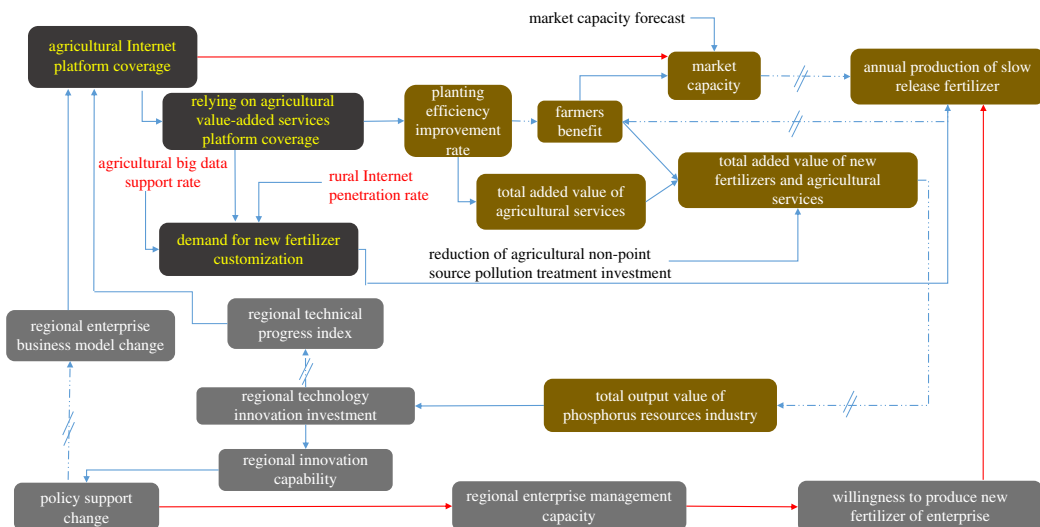 market capacity forecast
agricultural Internet
platform coverage
market
capacity
annual production of slow
release fertilizer
relying on agricultural
value-added services
platform coverage
planting
efficiency
improvement
rate
farmers
benefit
agricultural big data
support rate
rural Internet
penetration rate
total added value of
agricultural services
total added value of new
fertilizers and agricultural
services
demand for new fertilizer
customization
reduction of agricultural non-point
source pollution treatment investment
regional enterprise
business model change
regional technical
progress index
regional technology
innovation investment
total output value of
phosphorus resources industry
regional innovation
capability
policy support
change
regional enterprise management
capacity
willingness to produce new
fertilizer of enterprise